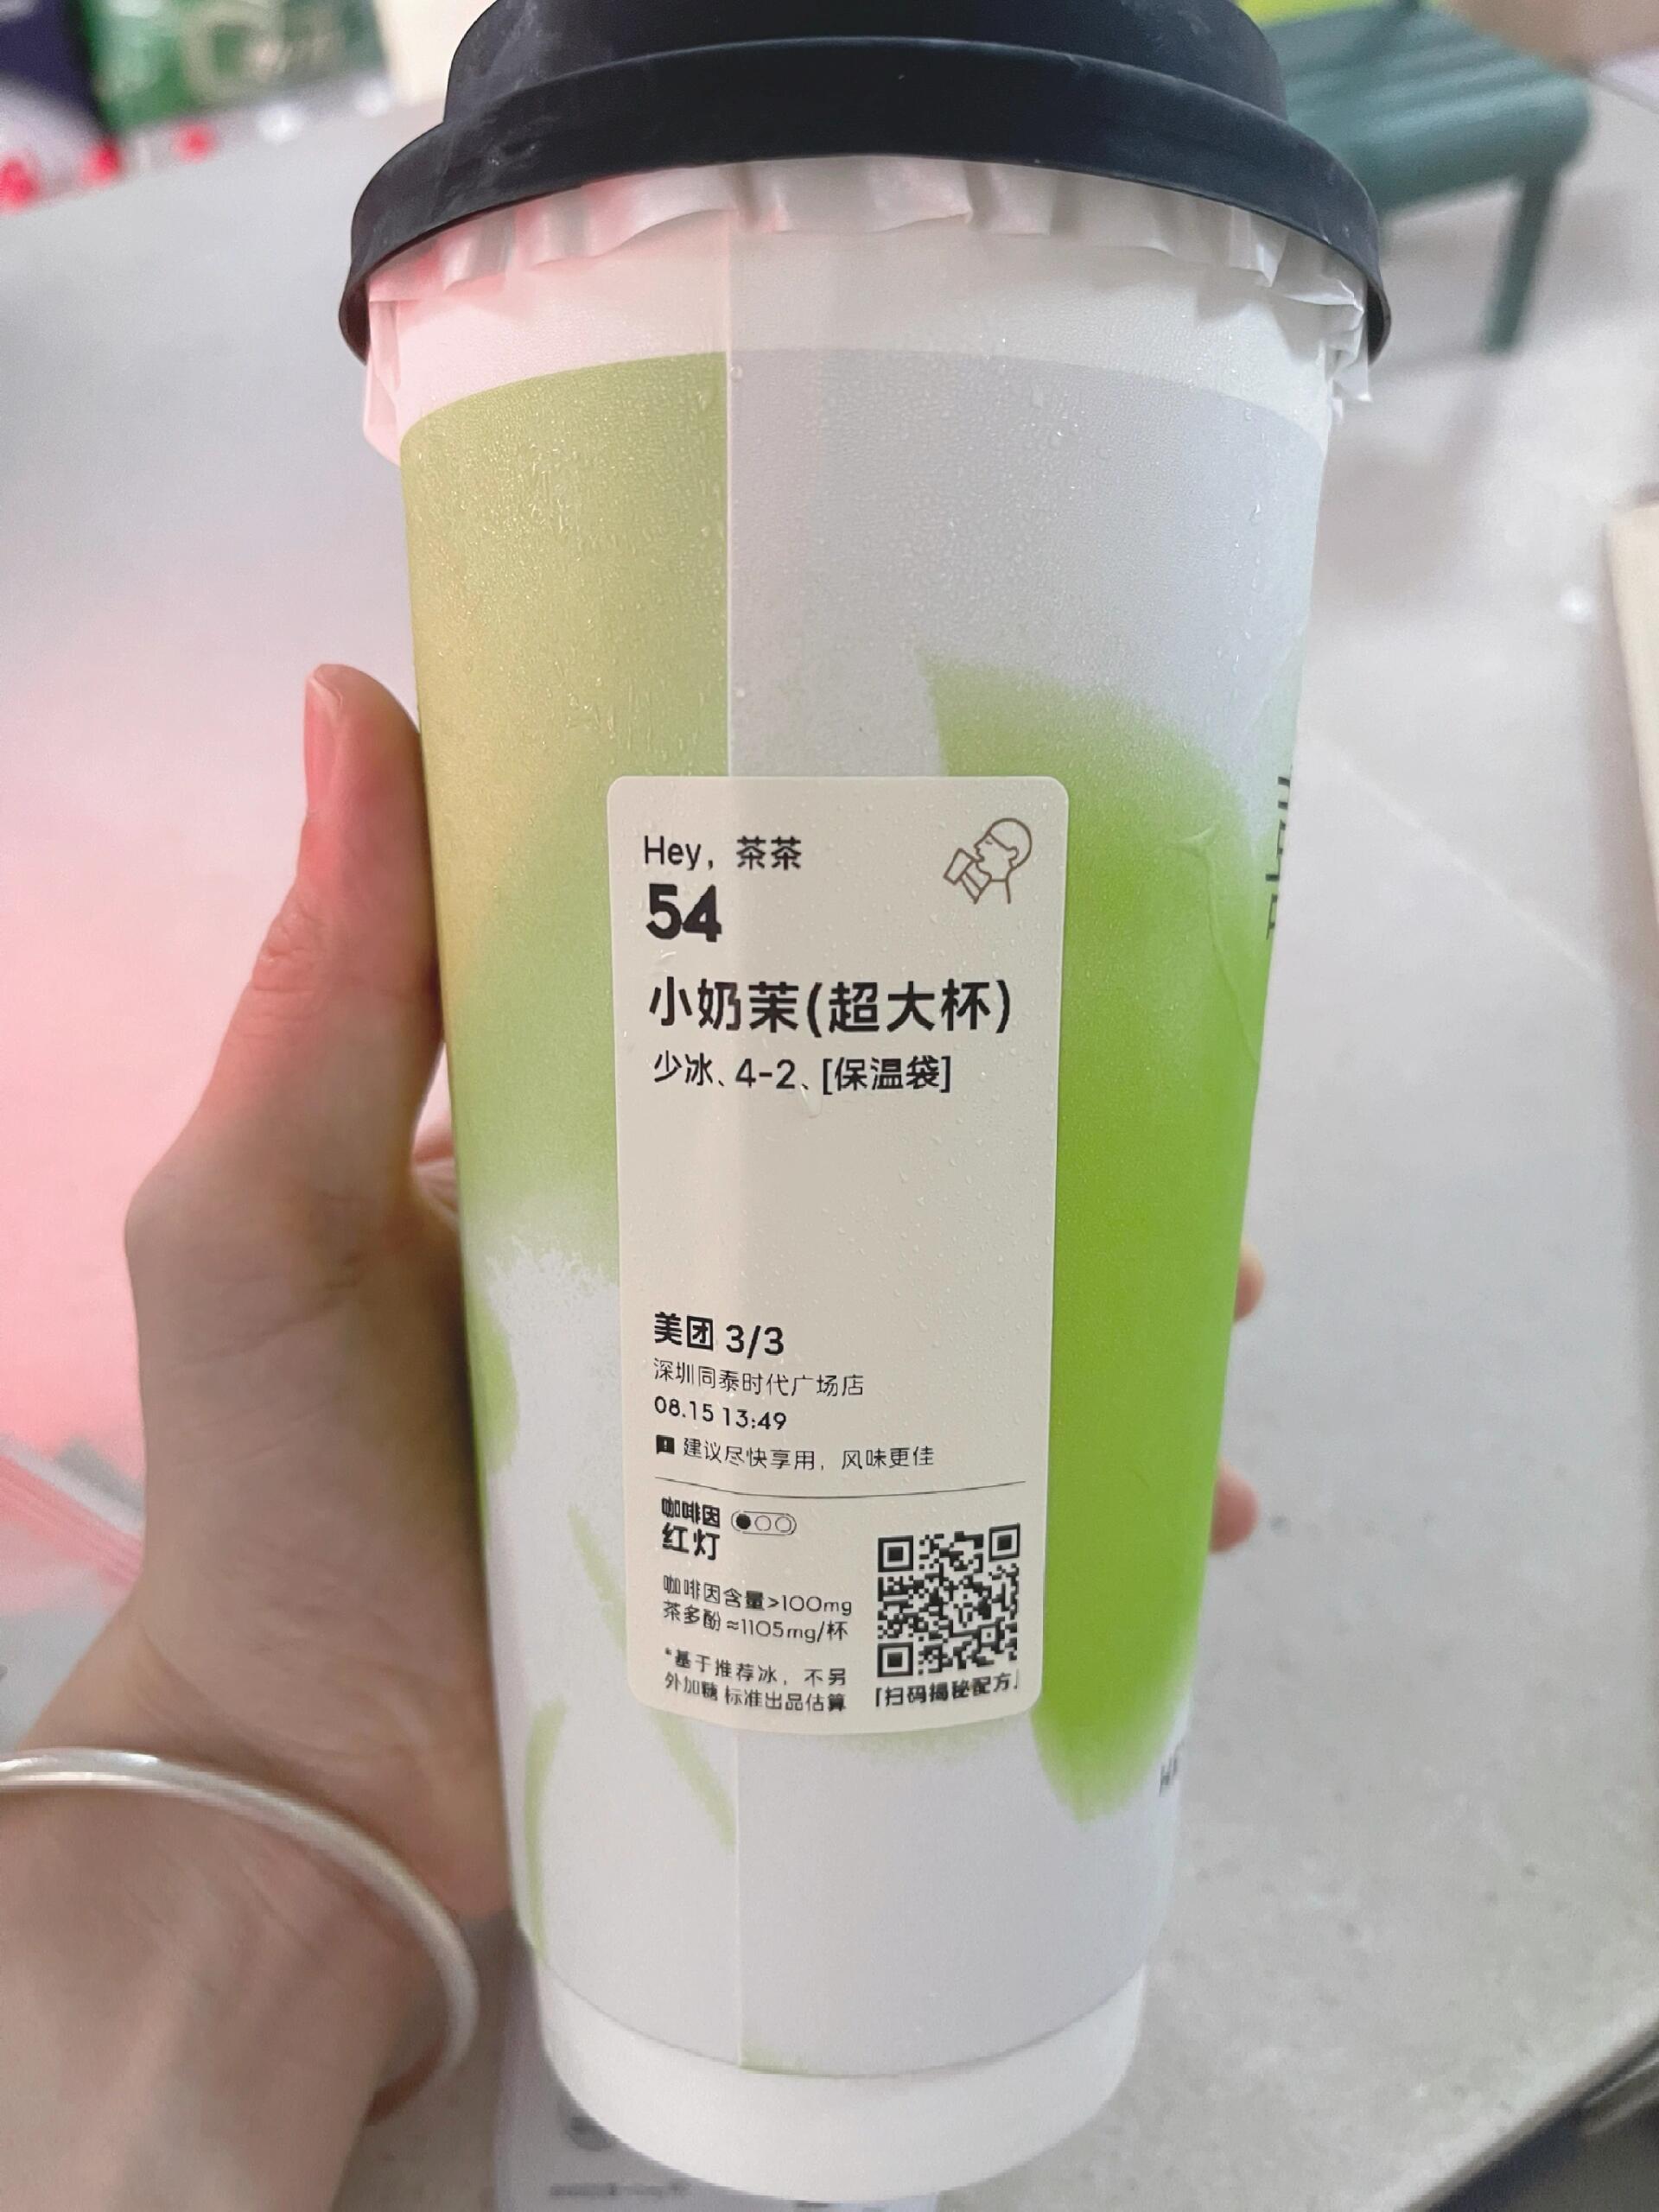 Hey, 茶茶
54
小奶茉(超大杯)
少冰、4-2、[保温袋]
美团 3/3
深圳同泰时代广场店
08.15 13:49
建议尽快享用，风味更佳
咖啡因
红灯
咖啡因含量>100mg
茶多酚≈1105mg/杯
*基于推荐冰，不另
外加糖 标准出品估算
「扫码揭秘配方」